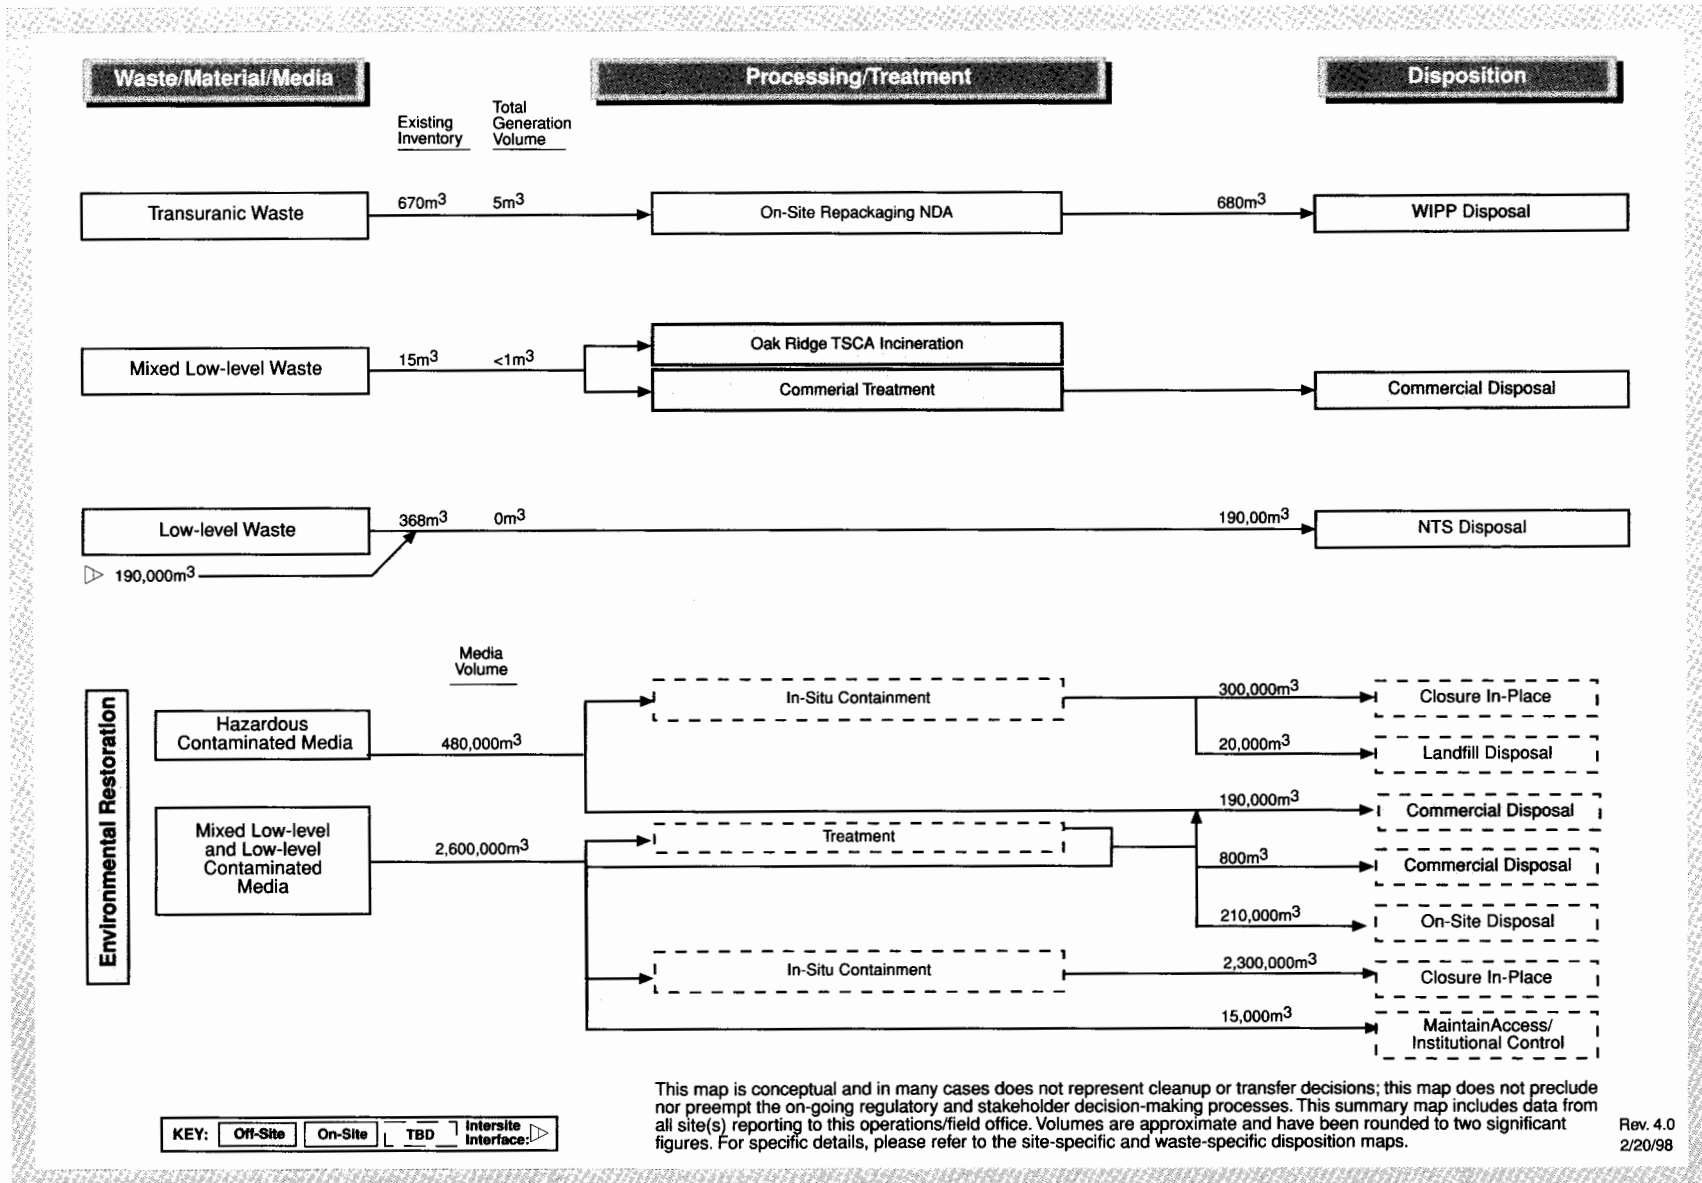 Waste/Material/Media
Processing/Treatment
Disposition
Existing
Inventory
Total
Generation
Volume
Transuranic Waste
670m3
5m3
On-Site Repackaging NDA
680m3
WIPP Disposal
Mixed Low-level Waste
15m3
<1m3
Oak Ridge TSCA Incineration
Commerial Treatment
Commercial Disposal
Low-level Waste
368m3
0m3
190,00m3
NTS Disposal
190,000m3
Media
Volume
Environmental Restoration
Hazardous
Contaminated Media
480,000m3
In-Situ Containment
300,000m3
Closure In-Place
20,000m3
Landfill Disposal
190,000m3
Commercial Disposal
Mixed Low-level
and Low-level
Contaminated
Media
2,600,000m3
Treatment
800m3
Commercial Disposal
210,000m3
On-Site Disposal
In-Situ Containment
2,300,000m3
Closure In-Place
15,000m3
MaintainAccess/
Institutional Control
This map is conceptual and in many cases does not represent cleanup or transfer decisions; this map does not preclude
nor preempt the on-going regulatory and stakeholder decision-making processes. This summary map includes data from
all site(s) reporting to this operations/field office. Volumes are approximate and have been rounded to two significant
figures. For specific details, please refer to the site-specific and waste-specific disposition maps.
KEY: Off-Site On-Site TBD Intersite
Interface:
Rev. 4.0
2/20/98